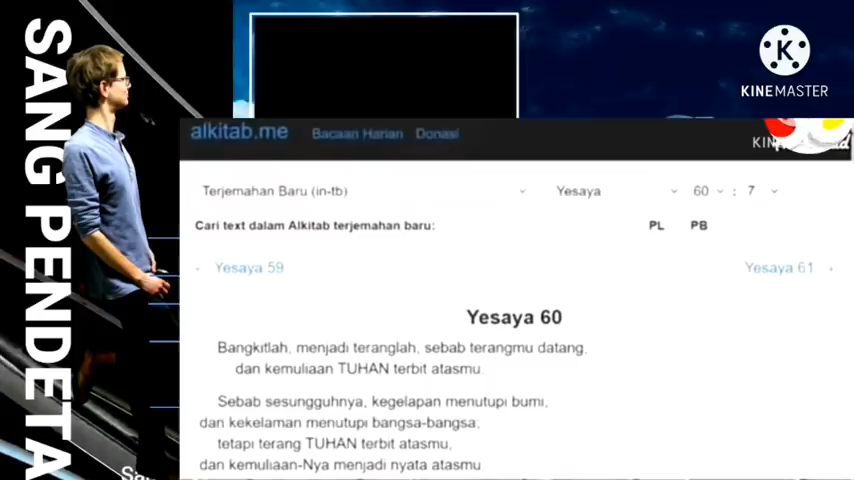 SANG PENDETA
KINEMASTER
alkitab.me Bacaan Harian Donasi
Terjemahan Baru (in-tb) Yesaya 60 : 7
Cari text dalam Alkitab terjemahan baru: PL PB
Yesaya 59 Yesaya 61
Yesaya 60
Bangkitlah, menjadi teranglah, sebab terangmu datang,
dan kemuliaan TUHAN terbit atasmu.
Sebab sesungguhnya, kegelapan menutupi bumi,
dan kekelaman menutupi bangsa-bangsa;
tetapi terang TUHAN terbit atasmu,
dan kemuliaan-Nya menjadi nyata atasmu